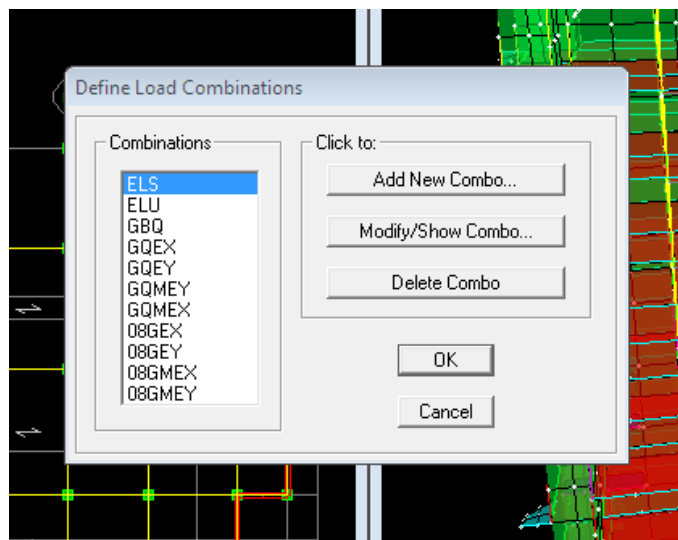 Define Load Combinations
Combinations
ELS
ELU
GBQ
GQEX
GQEY
GQMEY
GQMEX
08GEX
08GEY
08GMEX
08GMEY
Click to:
Add New Combo...
Modify/Show Combo...
Delete Combo
OK
Cancel